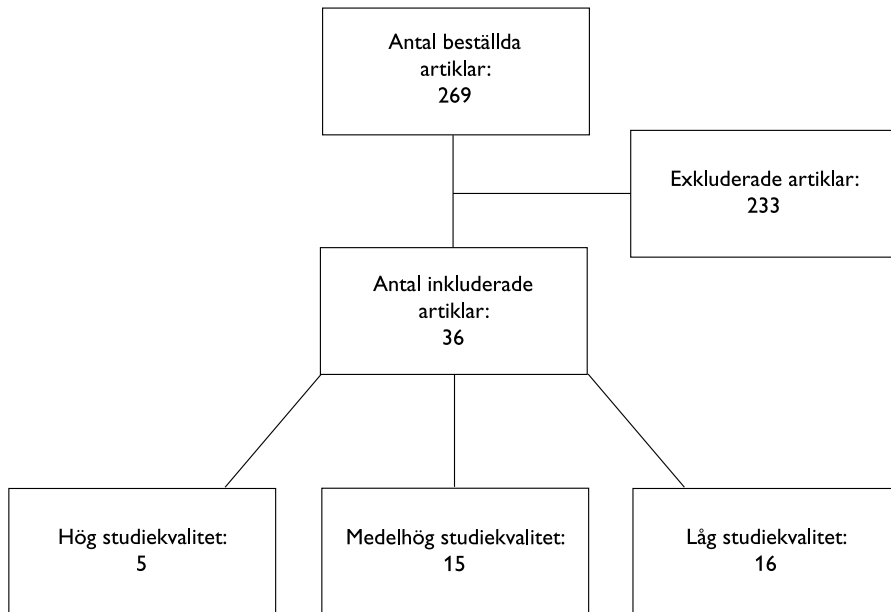 Antal beställda
artiklar:
269
Exkluderade artiklar:
233
Antal inkluderade
artiklar:
36
Hög studiekvalitet:
5
Medelhög studiekvalitet:
15
Låg studiekvalitet:
16